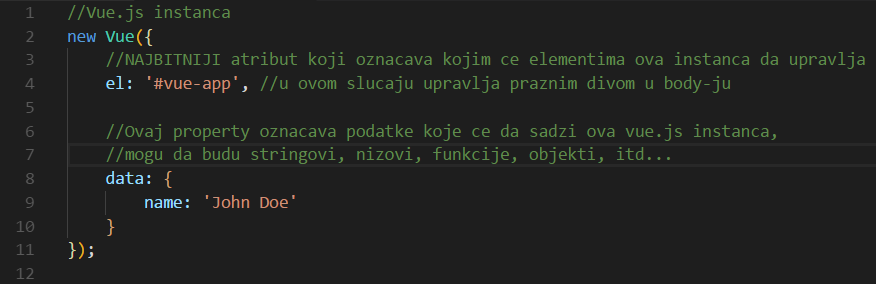 1 //Vue.js instanca
2 new Vue({
3 //NAJBITNIJI atribut koji oznacava kojim ce elementima ova instanca da upravlja
4 el: '#vue-app', //u ovom slucaju upravlja praznim divom u body-ju
5
6 //Ovaj property oznacava podatke koje ce da sadzi ova vue.js instanca,
7 //mogu da budu stringovi, nizovi, funkcije, objekti, itd...
8 data: {
9 name: 'John Doe'
10 }
11 });
12